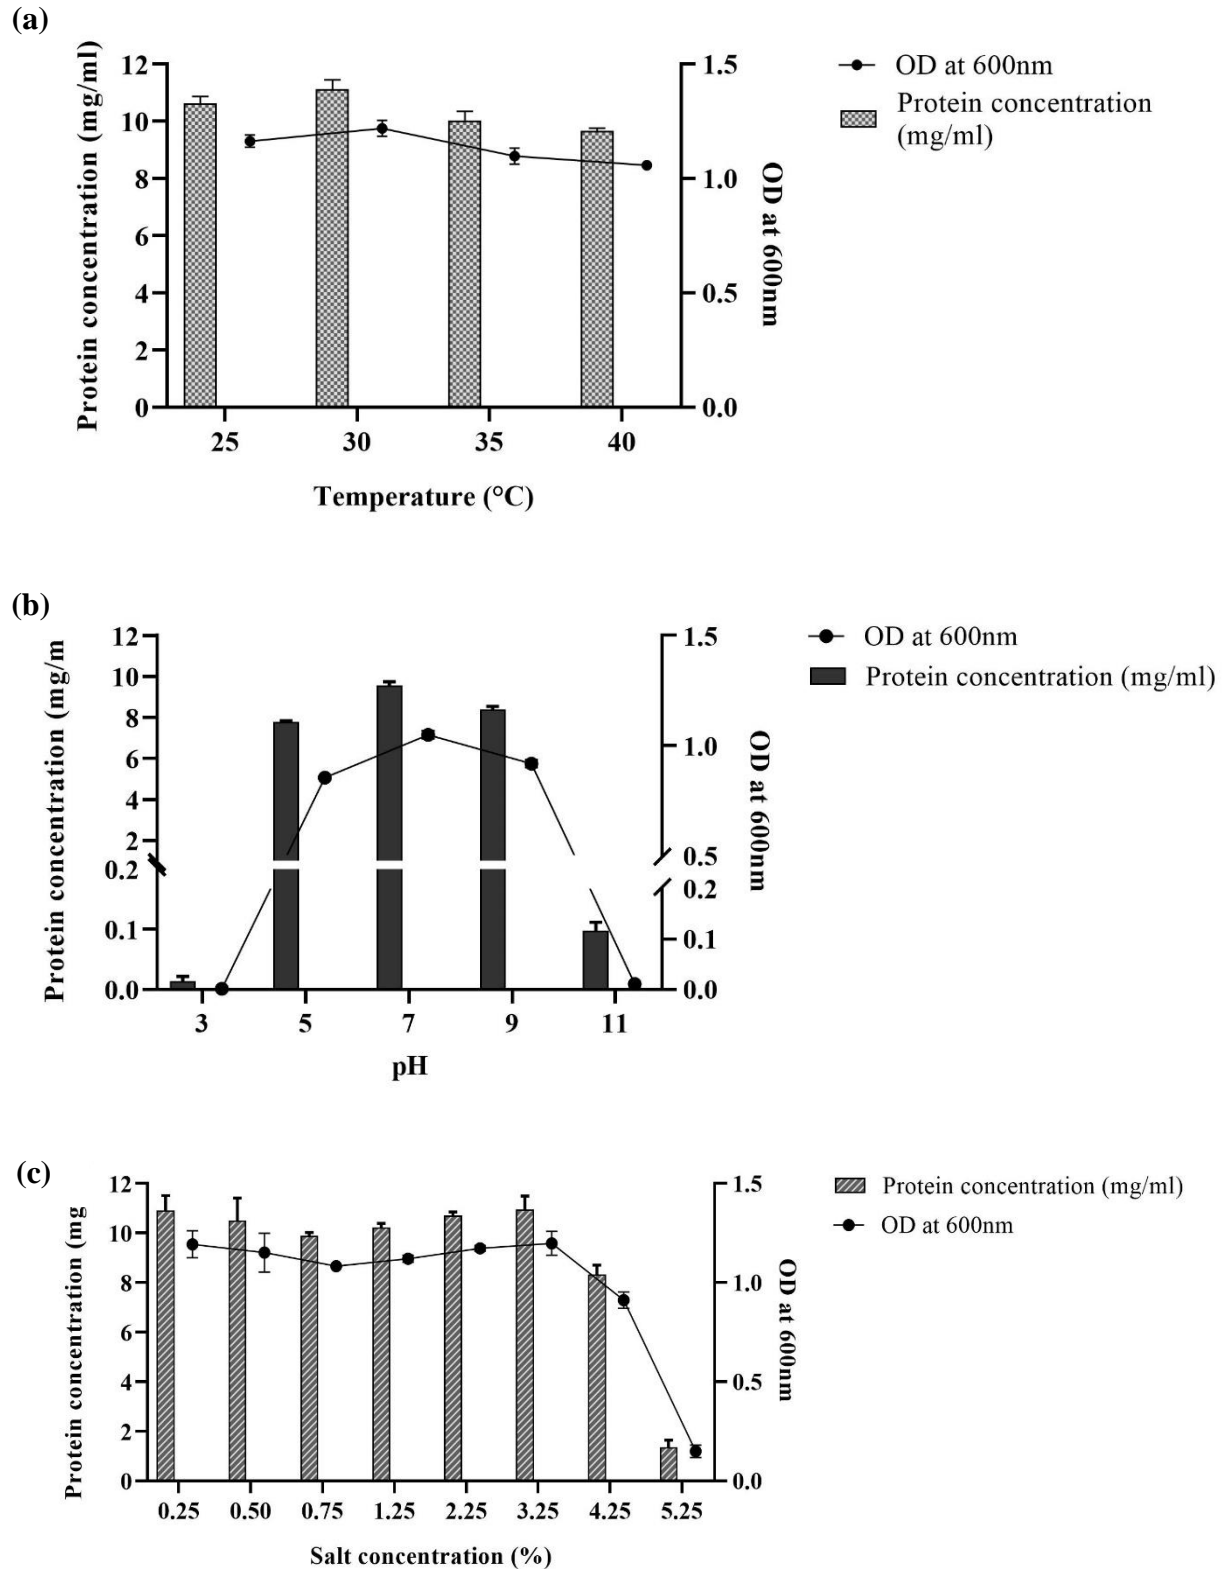 (a)
Protein concentration (mg/ml)
12
10
8
6
4
2
0
1.5
1.0
0.5
0.0
OD at 600nm
25 30 35 40
Temperature (°C)
OD at 600nm
Protein concentration
(mg/ml)
(b)
Protein concentration (mg/m
12
10
8
6
4
2
0.2
0.1
0.0
1.5
1.0
0.5
0.2
0.1
0.0
OD at 600nm
3 5 7 9 11
pH
OD at 600nm
Protein concentration (mg/ml)
(c)
Protein concentration (mg
12
10
8
6
4
2
0
1.5
1.0
0.5
0.0
OD at 600nm
0.25 0.50 0.75 1.25 2.25 3.25 4.25 5.25
Salt concentration (%)
Protein concentration (mg/ml)
OD at 600nm